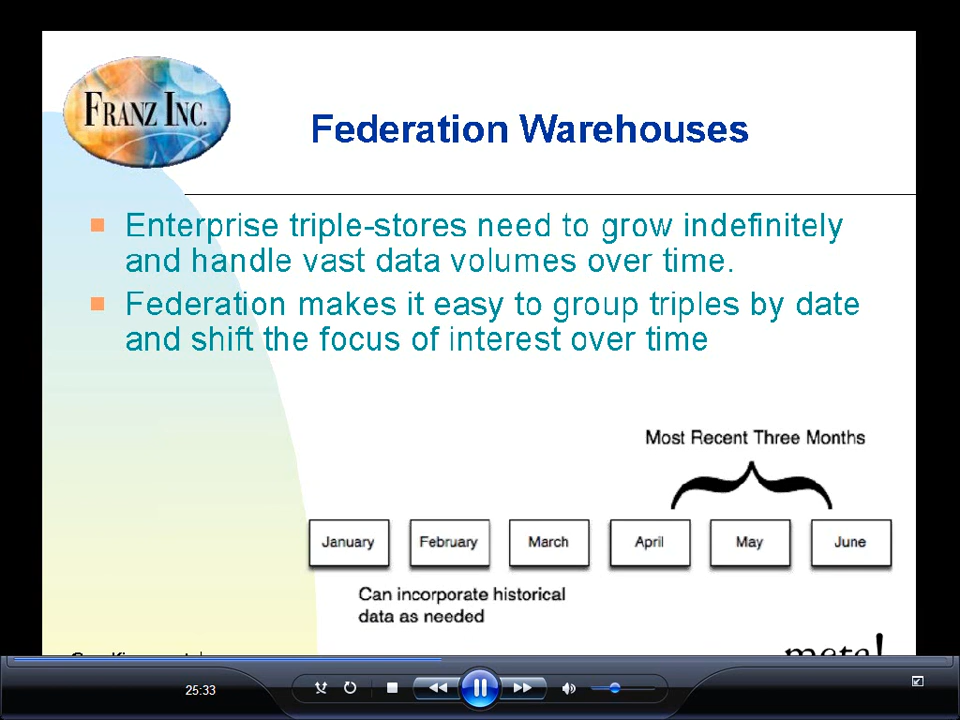 FRANZ INC.
Federation Warehouses
Enterprise triple-stores need to grow indefinitely
and handle vast data volumes over time.
Federation makes it easy to group triples by date
and shift the focus of interest over time
Most Recent Three Months
January February March April May June
Can incorporate historical
data as needed
meta!
25:33